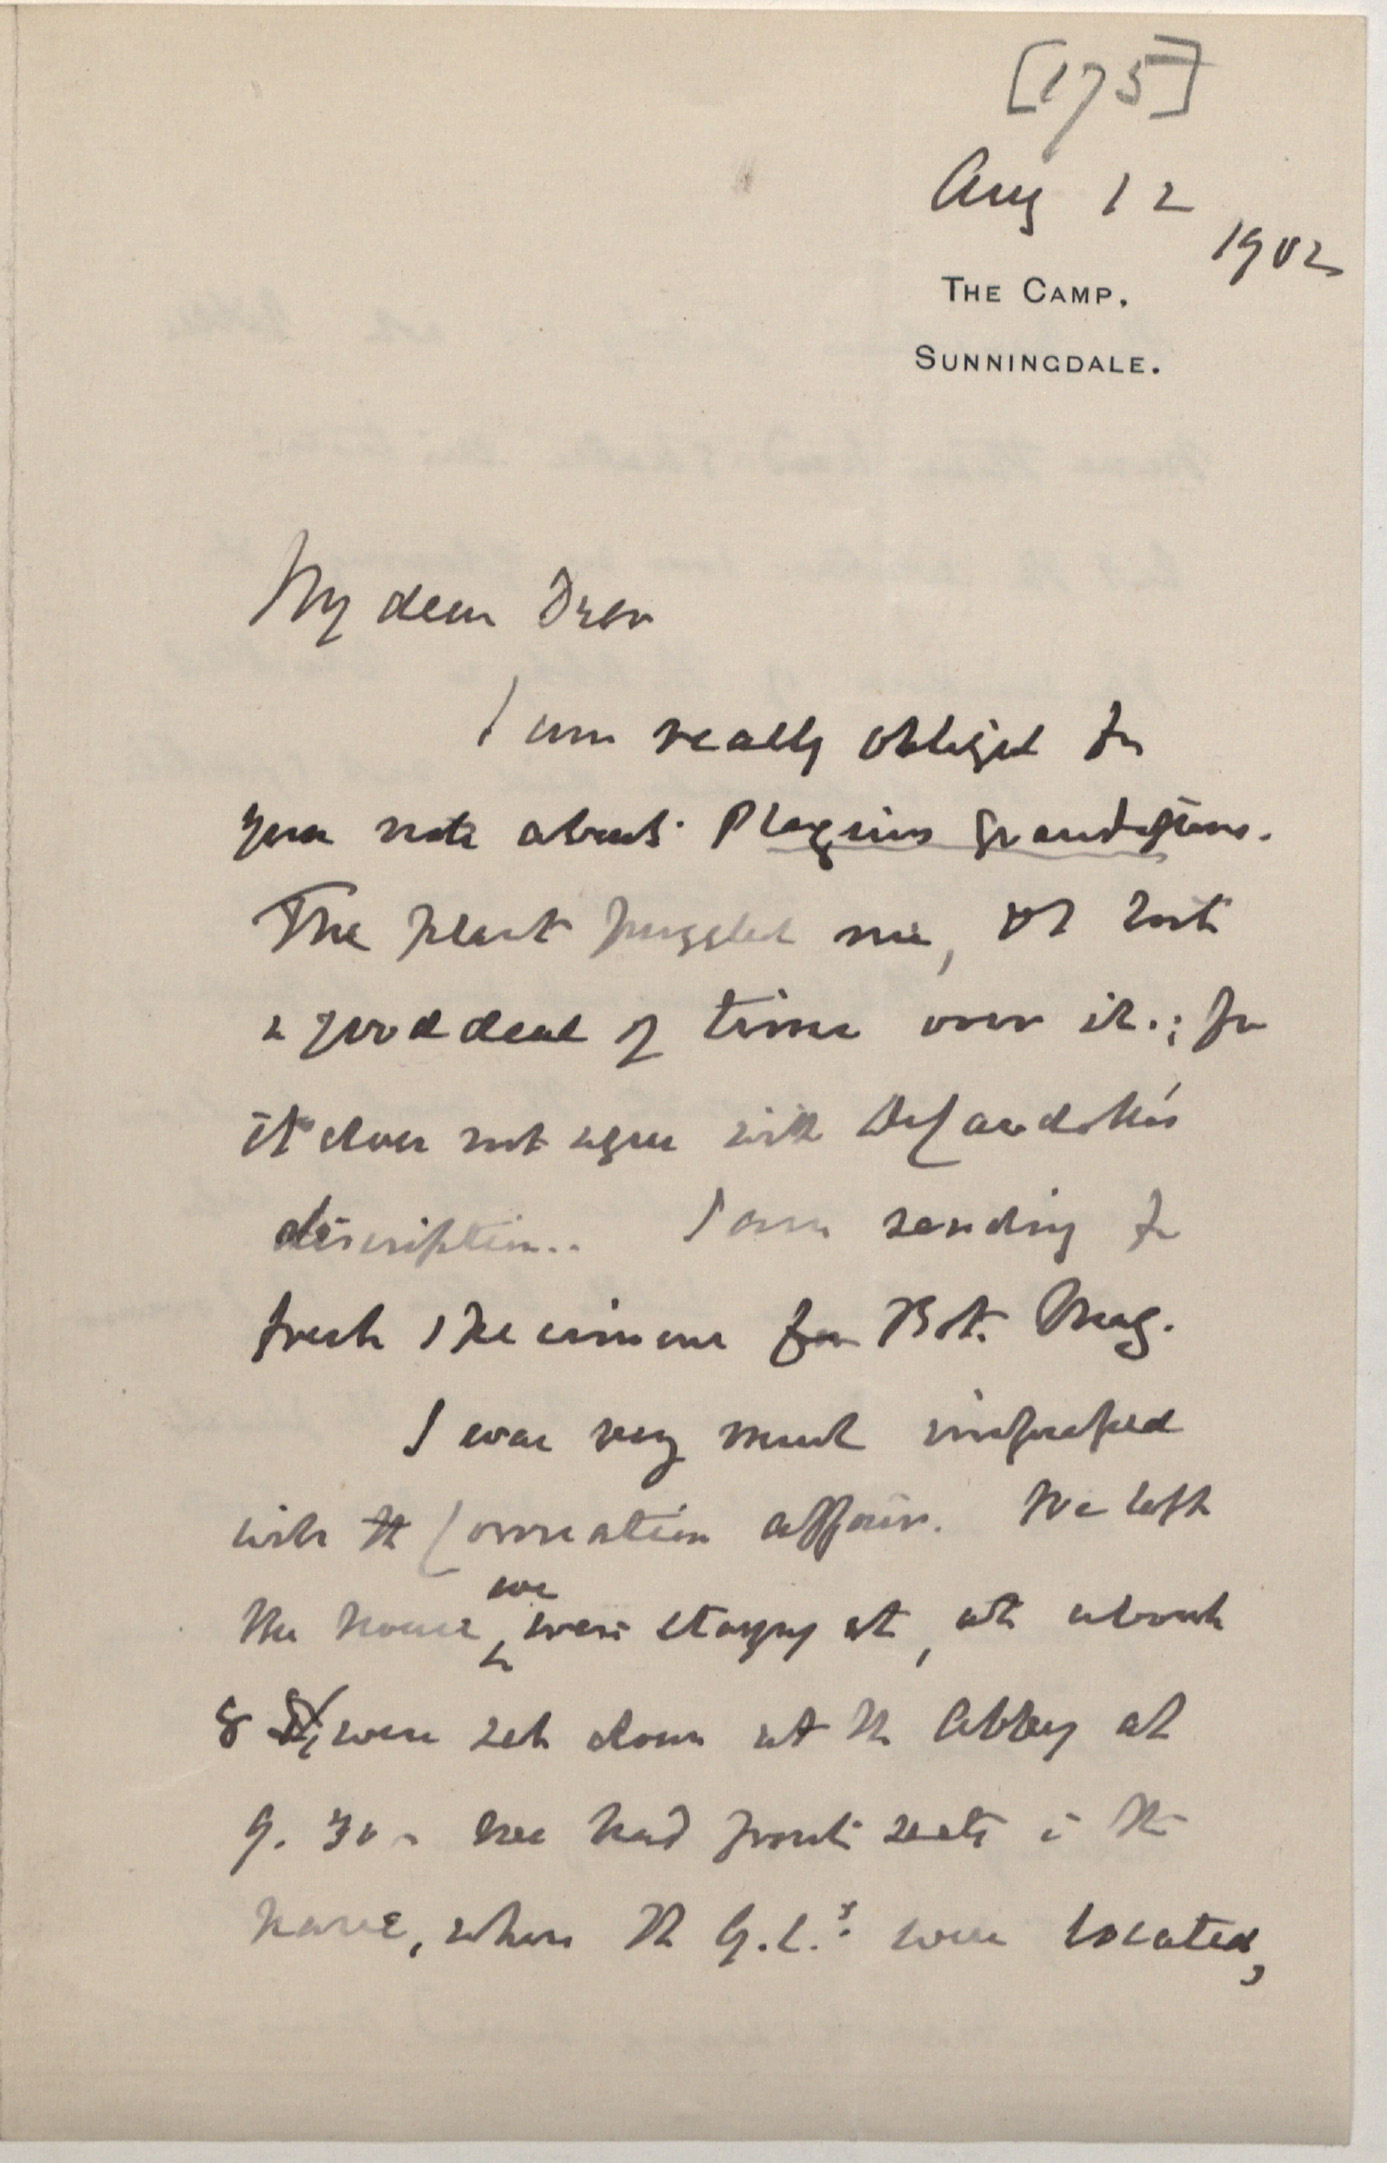 [175]
Aug 12
1902
THE CAMP,
SUNNINGDALE.
My dear Dyer
I am really obliged for
your note about Plagius grandiflorus.
The plant puzzled me, & I lost
a good deal of time over it.; for
it does not agree with DeCandolle's
description.. I am sending for
fresh specimens for Bot. Mag.
I was very much
with the Coronation affair. We left
the house we were staying at, at about
8 were set down at the Abbey at
9.30. We had front seats in the
nave, where the G.C.s were located,